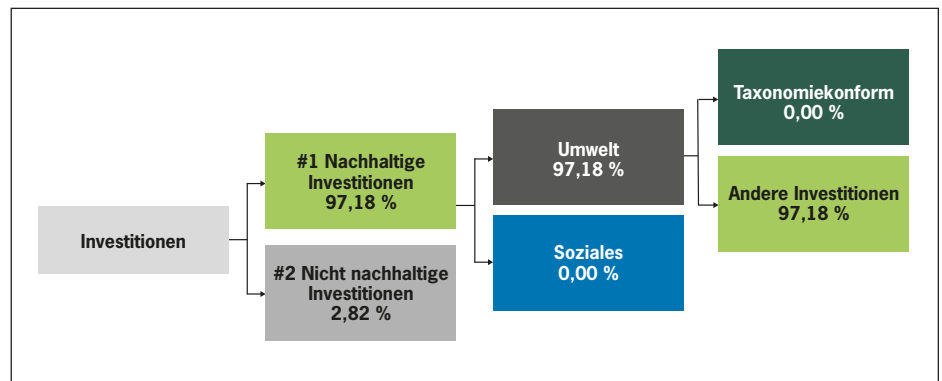 Investitionen
#1 Nachhaltige
Investitionen
97,18 %
#2 Nicht nachhaltige
Investitionen
2,82 %
Umwelt
97,18 %
Soziales
0,00 %
Taxonomiekonform
0,00 %
Andere Investitionen
97,18 %